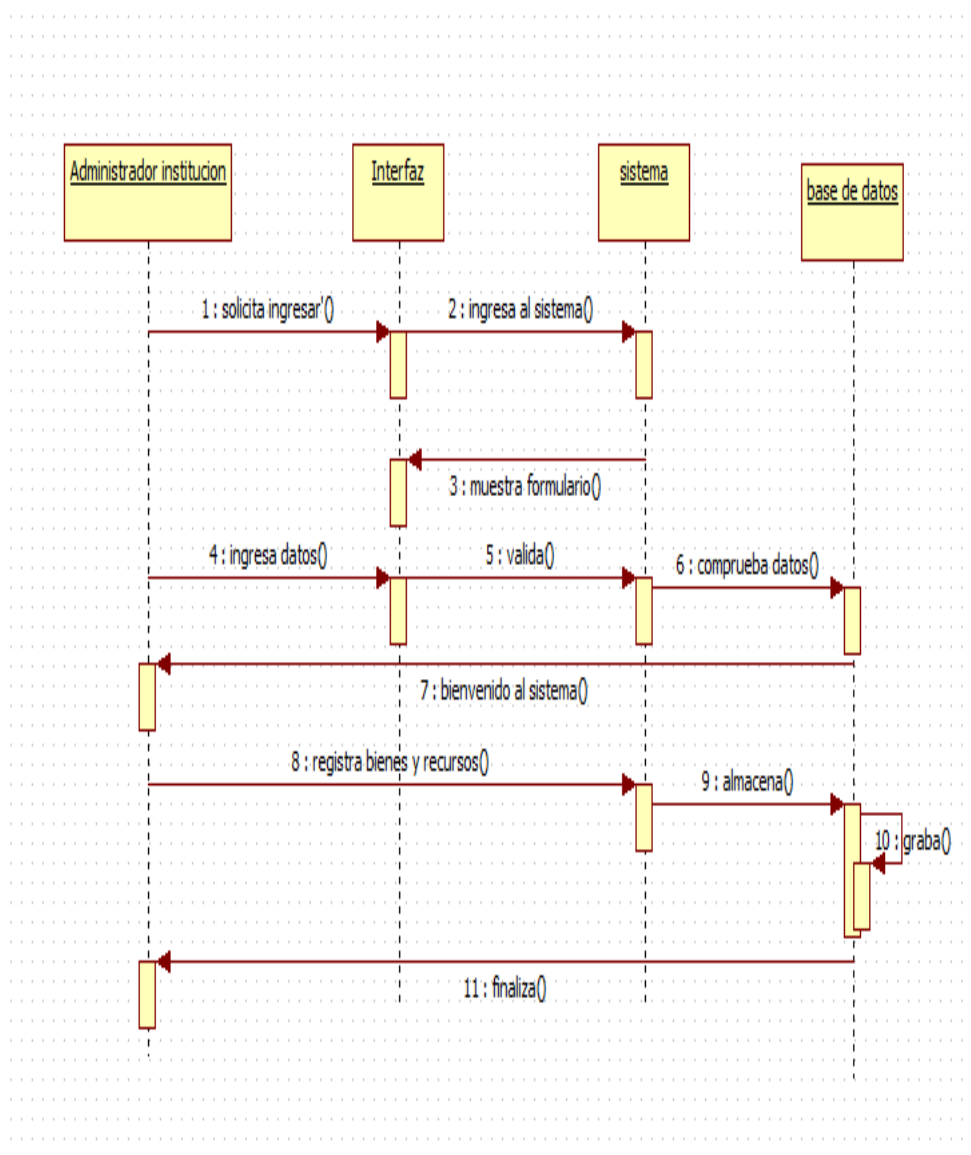 Administrador institucion
Interfaz
sistema
base de datos
1 : solicita ingresar'()
2 : ingresa al sistema()
3 : muestra formulario()
4 : ingresa datos()
5 : valida()
6 : comprueba datos()
7 : bienvenido al sistema()
8 : registra bienes y recursos()
9 : almacena()
10 : graba()
11 : finaliza()